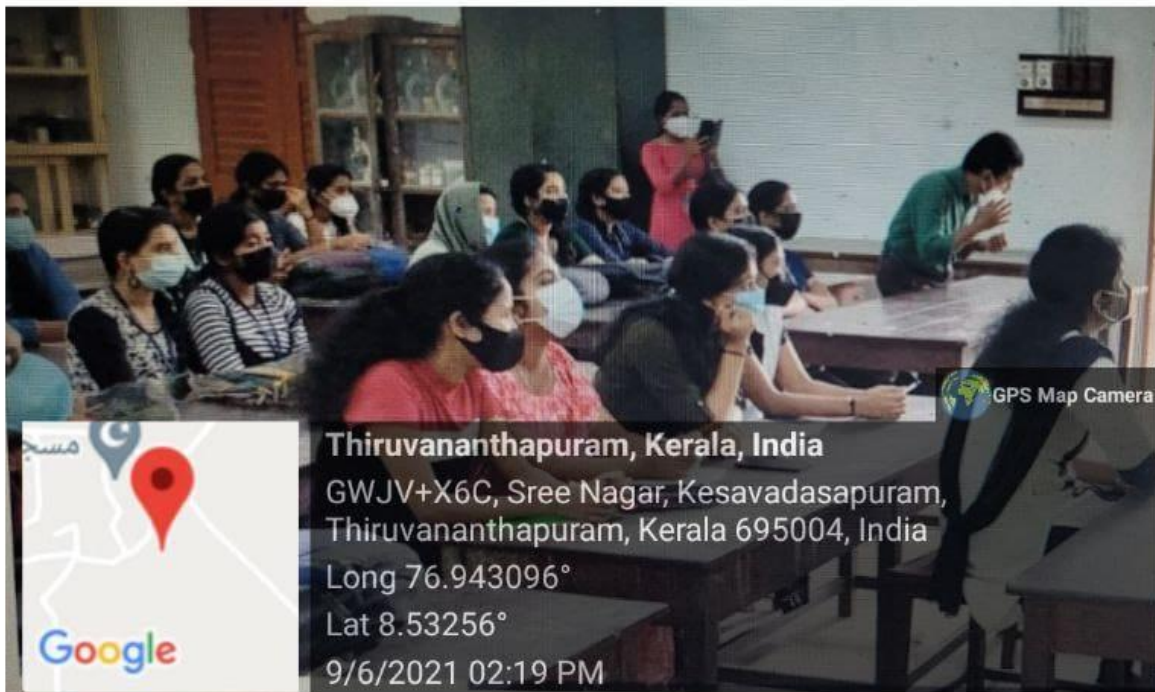 GPS Map Camera
مسجد
Thiruvananthapuram, Kerala, India
GWJV+X6C, Sree Nagar, Kesavadasapuram,
Thiruvananthapuram, Kerala 695004, India
Long 76.943096°
Lat 8.53256°
9/6/2021 02:19 PM
Google